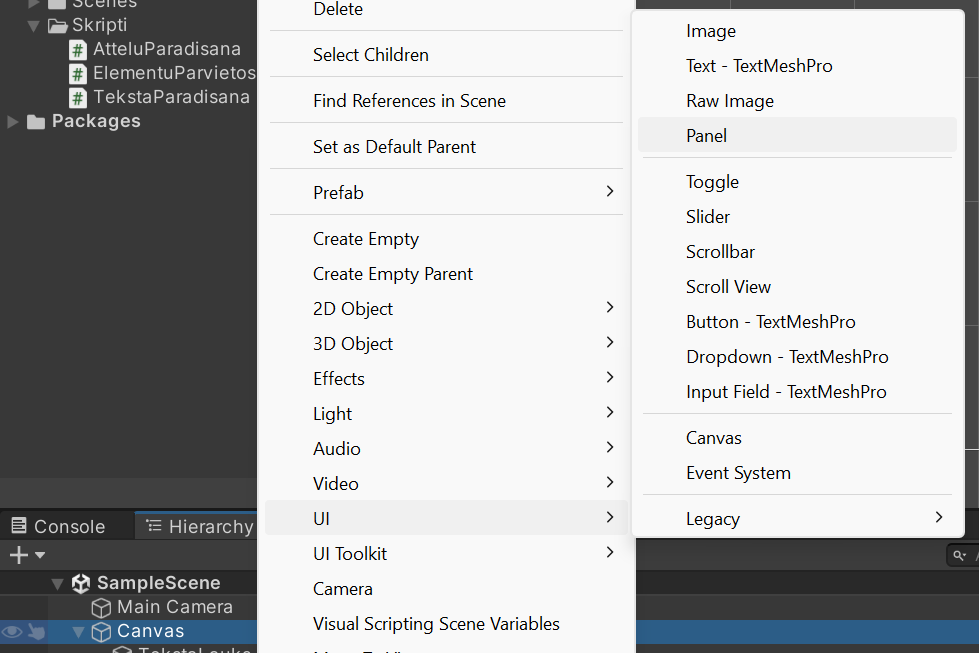 Scenes
Skripti
AtteluParadisana
ElementuParvietos
TekstaParadisana
Packages
Console
Hierarchy
SampleScene
Main Camera
Canvas
Delete
Select Children
Find References in Scene
Set as Default Parent
Prefab
Create Empty
Create Empty Parent
2D Object
3D Object
Effects
Light
Audio
Video
UI
UI Toolkit
Camera
Visual Scripting Scene Variables
Image
Text - TextMeshPro
Raw Image
Panel
Toggle
Slider
Scrollbar
Scroll View
Button - TextMeshPro
Dropdown - TextMeshPro
Input Field - TextMeshPro
Canvas
Event System
Legacy